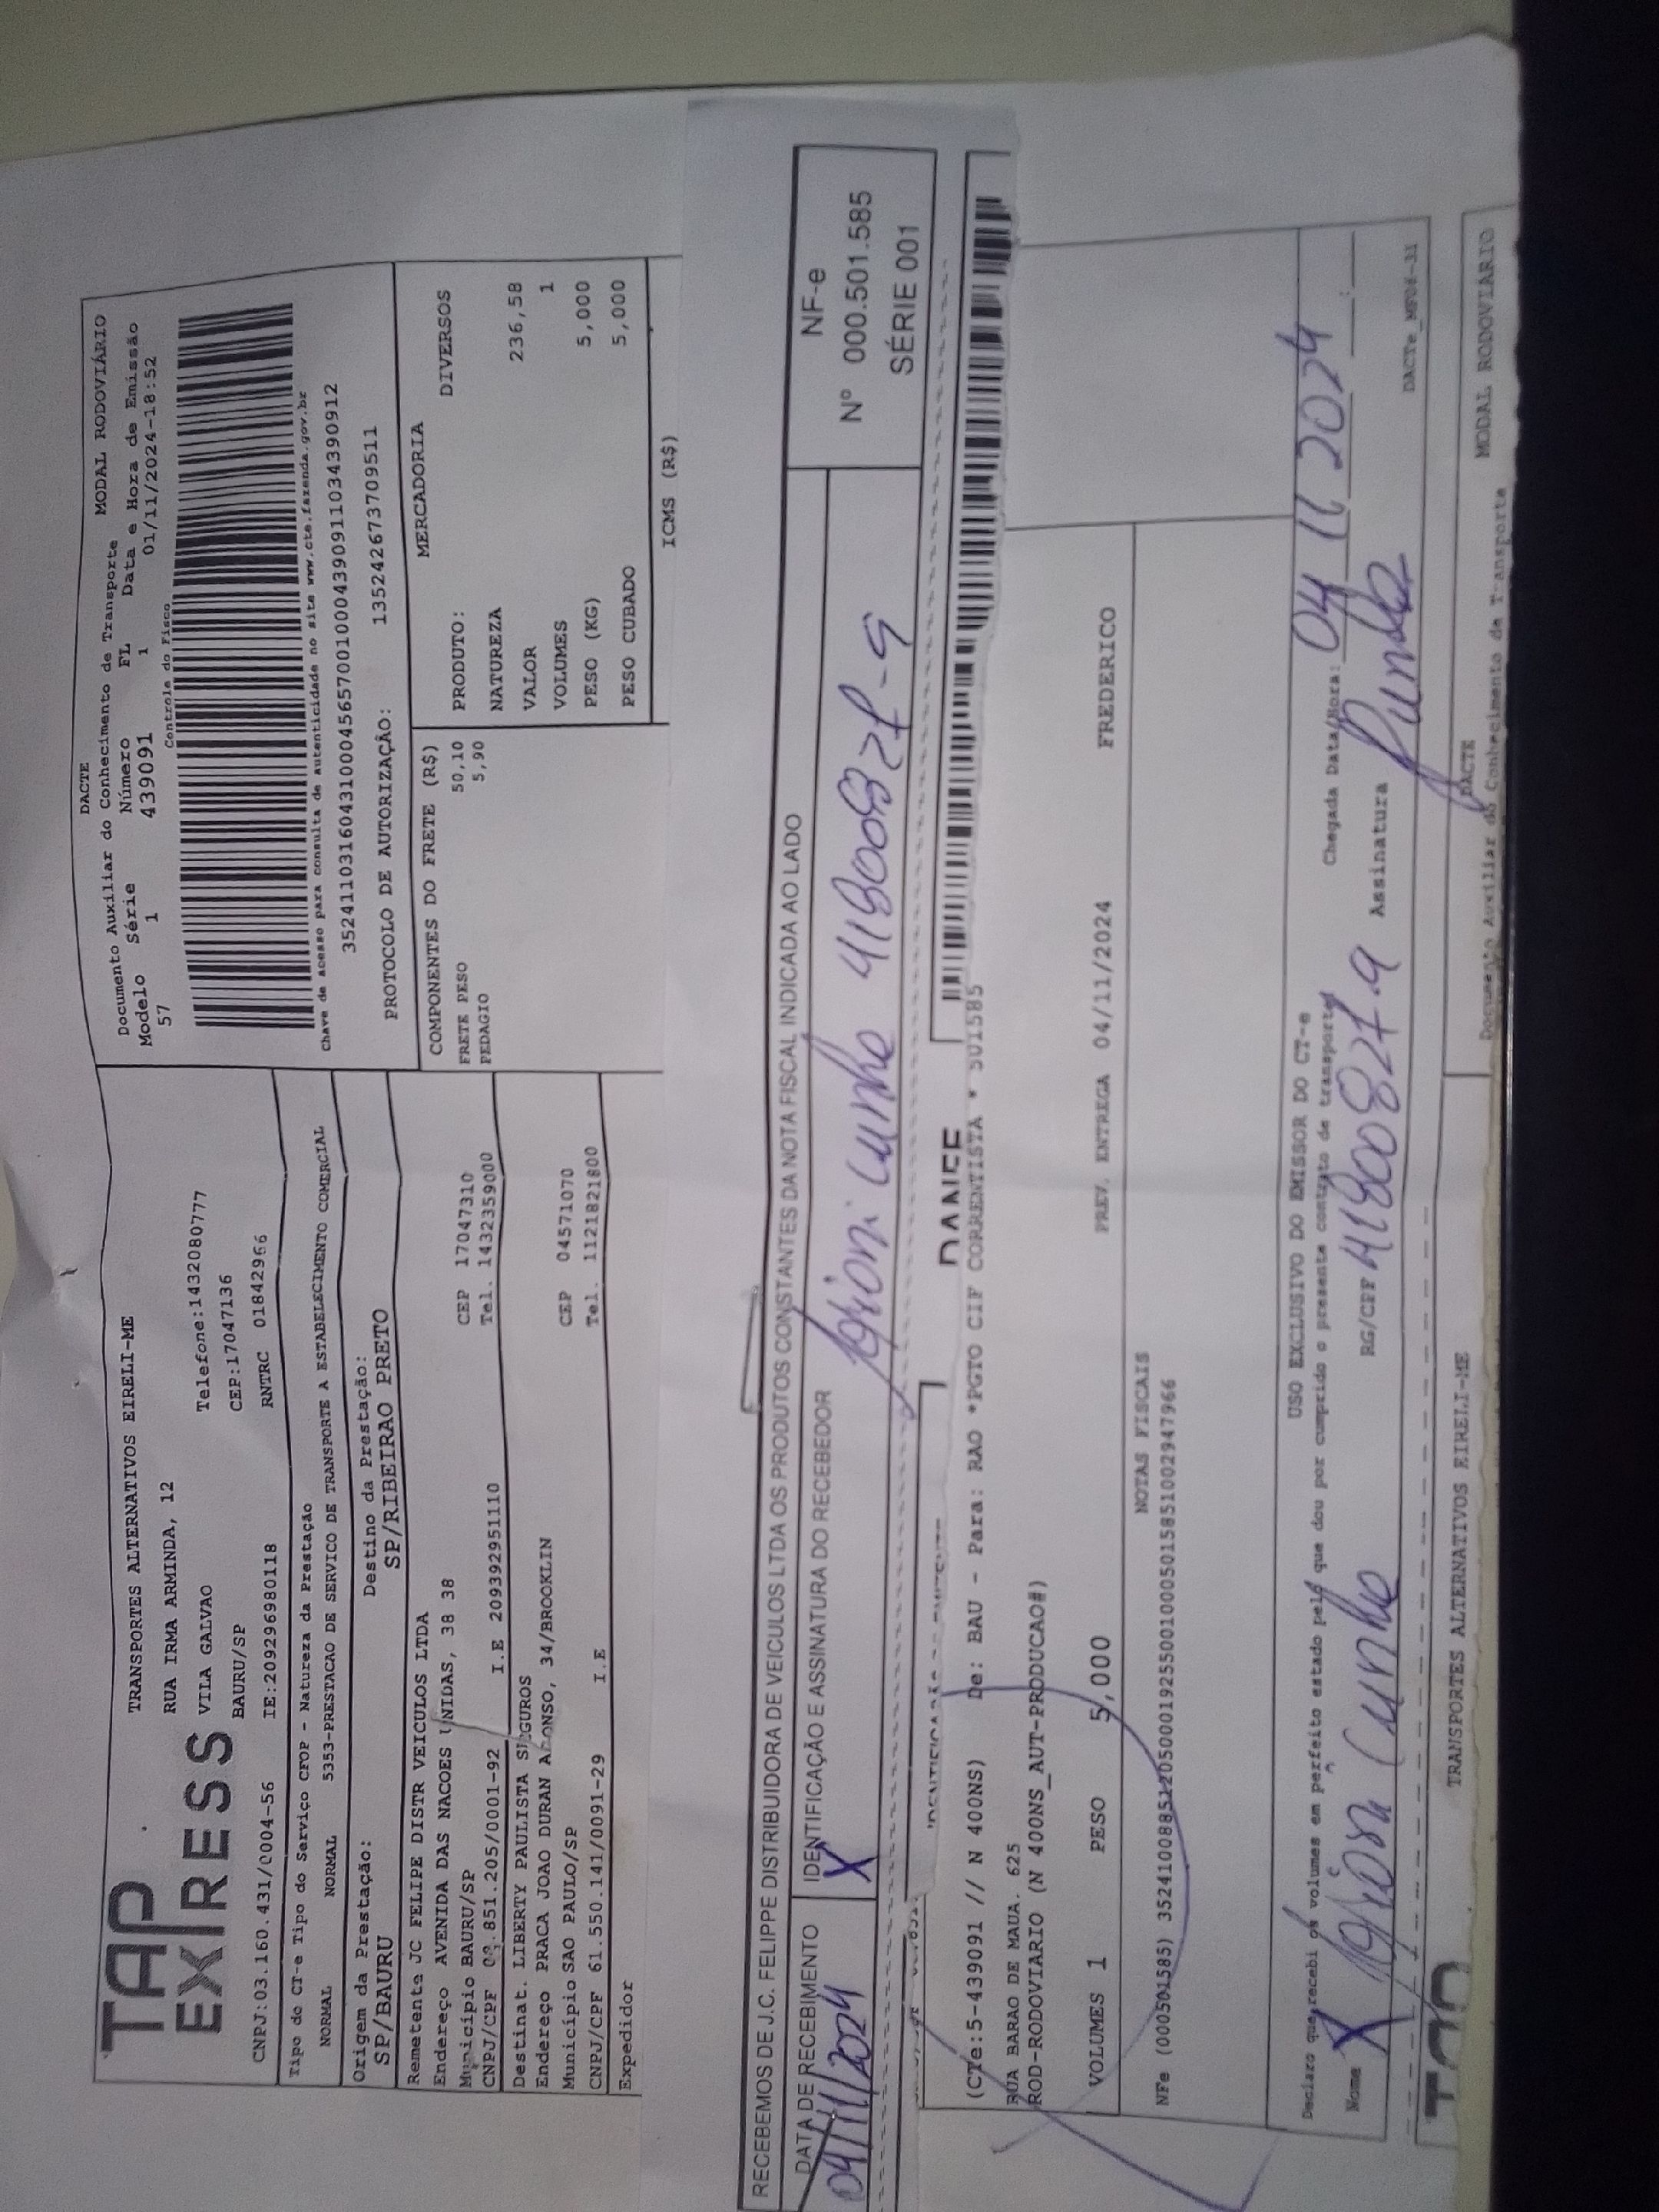 TAP
EXPRESS
TRANSPORTES ALTERNATIVOS EIRELI-ME
RUA IRMA ARMINDA, 12
VILA GALVAO Telefone:1432080777
BAURU/SP CEP:17047136
CNPJ:03.160.431/0004-56 IE:209296980118 RNTRC 01842966
Tipo do CT-e Tipo do Serviço CFOP - Natureza da Prestação
NORMAL NORMAL 5353-PRESTACAO DE SERVICO DE TRANSPORTE A ESTABELECIMENTO COMERCIAL
Origem da Prestação: Destino da Prestação:
SP/BAURU SP/RIBEIRAO PRETO
Remetente JC FELIPE DISTR VEICULOS LTDA
Endereço AVENIDA DAS NACOES UNIDAS, 38 38
Município BAURU/SP CEP 17047310
CNPJ/CPF .851.205/0001-92 I.E 209392951110 Tel. 1432359000
Destinat. LIBERTY PAULISTA SEGUROS
Endereço PRACA JOAO DURAN ALONSO, 34/BROOKLIN
Município SAO PAULO/SP CEP 04571070
CNPJ/CPF 61.550.141/0091-29 I.E Tel. 1121821800
Expedidor
DACTE
Documento Auxiliar do Conhecimento de Transporte MODAL RODOVIÁRIO
Modelo Série Número FL Data e Hora de Emissão
57 1 439091 1 01/11/2024-18:52
Controle do Fisco
Chave de acesso para consulta de autenticidade no site www.cte.fazenda.gov.br
35241103160431000456570010004390911034390912
PROTOCOLO DE AUTORIZAÇÃO: 135242673709511
COMPONENTES DO FRETE (R$) MERCADORIA
FRETE PESO 50,10 PRODUTO: DIVERSOS
PEDAGIO 5,90 NATUREZA
VALOR 236,58
VOLUMES 1
PESO (KG) 5,000
PESO CUBADO 5,000
ICMS (R$)
RECEBEMOS DE J.C. FELIPPE DISTRIBUIDORA DE VEICULOS LTDA OS PRODUTOS CONSTANTES DA NOTA FISCAL INDICADA AO LADO
DATA DE RECEBIMENTO IDENTIFICAÇÃO E ASSINATURA DO RECEBEDOR
04/11/2024 X Cunha 41800827-9
NF-e
Nº 000.501.585
SÉRIE 001
DANFE
(CTe:5-439091 // N 400NS) De: BAU - Para: RAO *PGTO CIF CORRENTISTA * 501585
RUA BARAO DE MAUA. 625
ROD-RODOVIARIO (N 400NS_AUT-PRODUCAO#)
VOLUMES 1 PESO 5,000 PREV. ENTREGA 04/11/2024 FREDERICO
NOTAS FISCAIS
NFe (000501585) 35241008851205000192550010005015851002947966
USO EXCLUSIVO DO EMISSOR DO CT-e
Declaro que recebi os volumes em perfeito estado pelo que dou por cumprido o presente contrato de transporte Chegada Data/Hora: 04 11 2024 :
Nome X Cunha RG/CPF 41800827.9 Assinatura
DACTe_MF06-31
DACTE
TRANSPORTES ALTERNATIVOS EIRELI-ME Documento Auxiliar do Conhecimento de Transporte MODAL RODOVIÁRIO